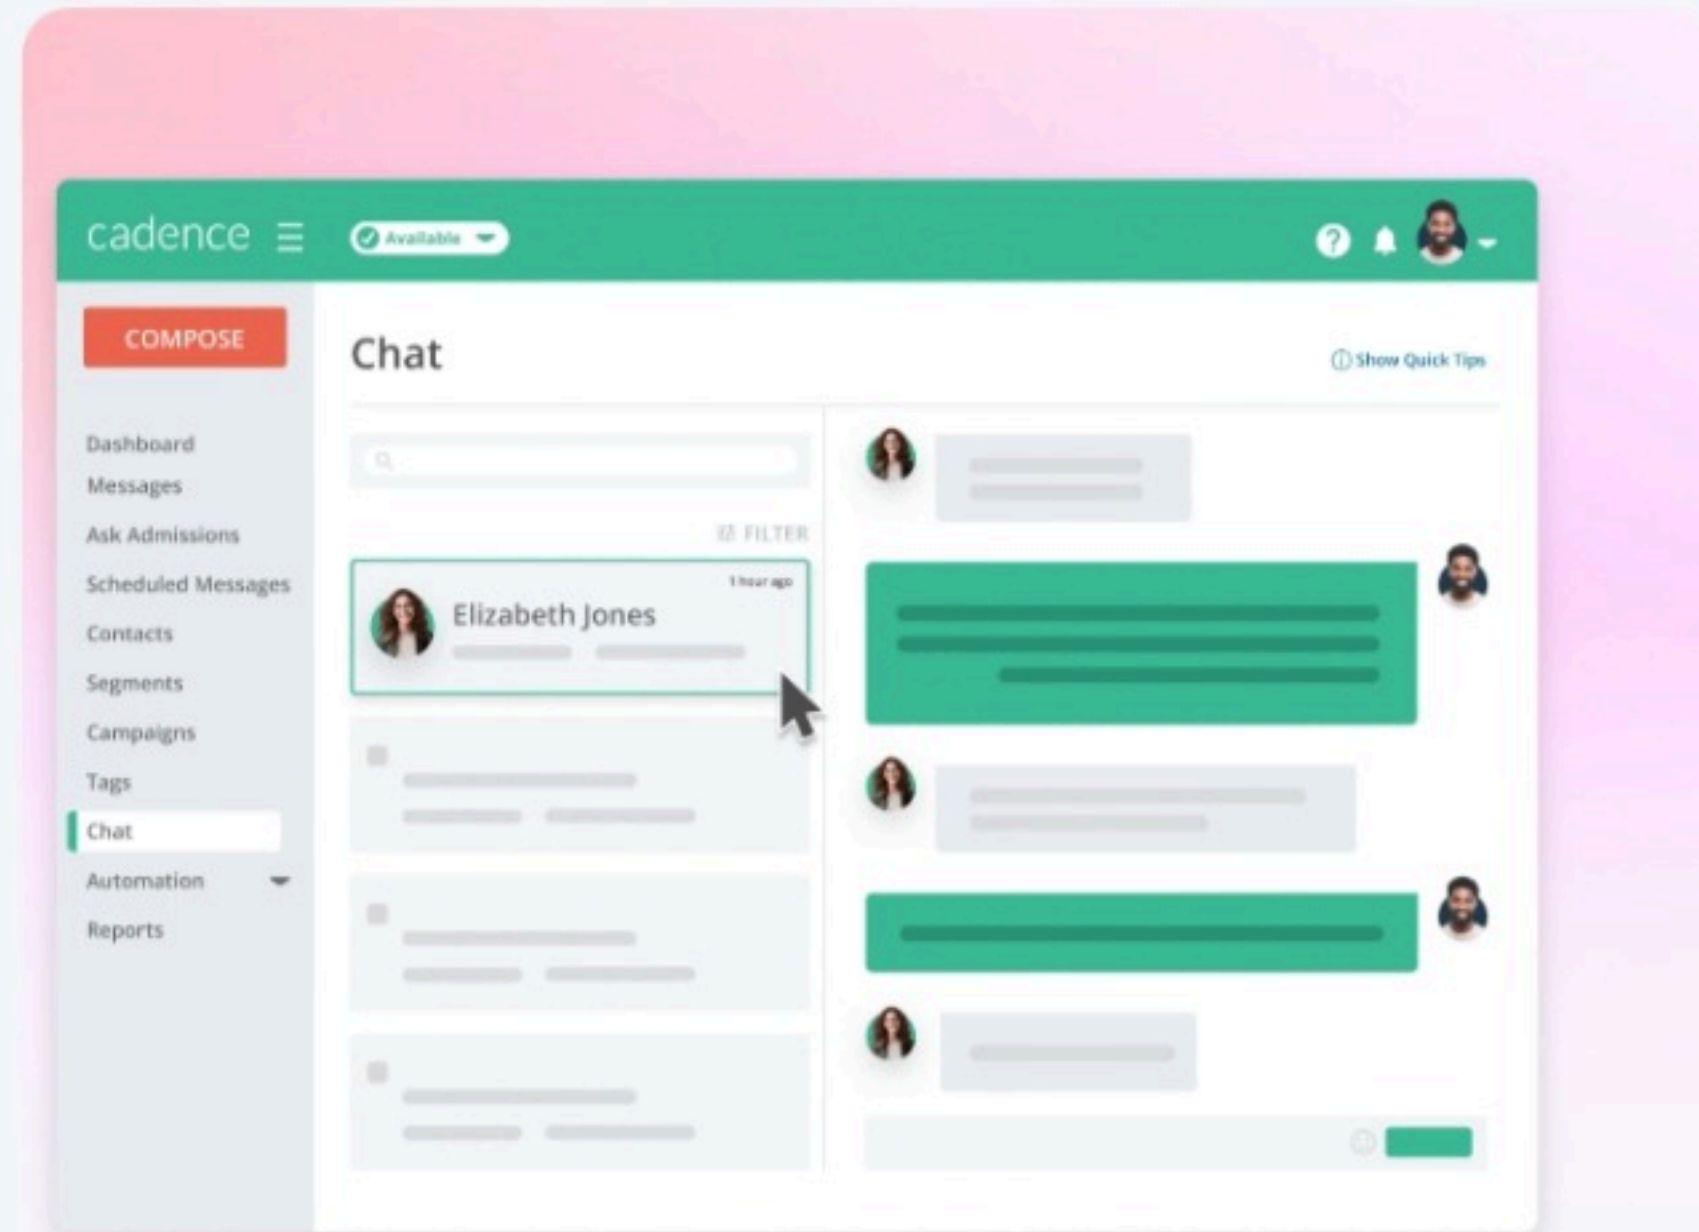 cadence
Available
COMPOSE
Chat
Show Quick Tips
Dashboard
Messages
Ask Admissions
Scheduled Messages
Contacts
Segments
Campaigns
Tags
Chat
Automation
Reports
FILTER
1 hour ago
Elizabeth Jones